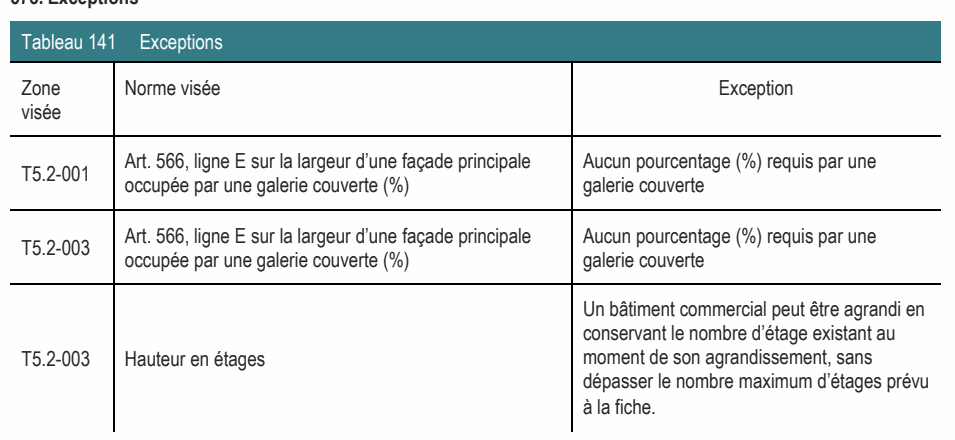 576. Exceptions
Tableau 141 Exceptions
Zone
visée
Norme visée
Exception
T5.2-001
Art. 566, ligne E sur la largeur d’une façade principale
occupée par une galerie couverte (%)
Aucun pourcentage (%) requis par une
galerie couverte
T5.2-003
Art. 566, ligne E sur la largeur d’une façade principale
occupée par une galerie couverte (%)
Aucun pourcentage (%) requis par une
galerie couverte
T5.2-003
Hauteur en étages
Un bâtiment commercial peut être agrandi en
conservant le nombre d’étage existant au
moment de son agrandissement, sans
dépasser le nombre maximum d’étages prévu
à la fiche.